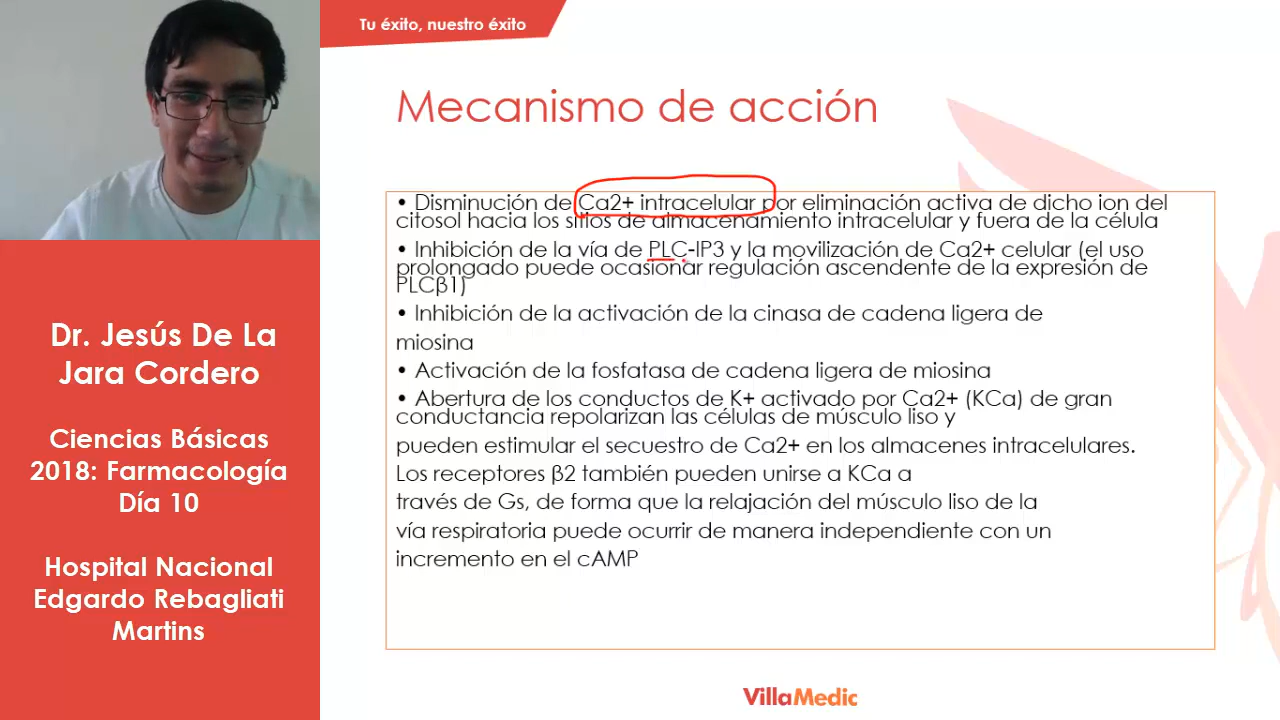 Tu éxito, nuestro éxito
Mecanismo de acción
• Disminución de Ca2+ intracelular por eliminación activa de dicho ion del
citosol hacia los sitios de almacenamiento intracelular y fuera de la célula
• Inhibición de la vía de PLC-IP3 y la movilización de Ca2+ celular (el uso
prolongado puede ocasionar regulación ascendente de la expresión de
PLCβ1)
• Inhibición de la activación de la cinasa de cadena ligera de
miosina
• Activación de la fosfatasa de cadena ligera de miosina
• Abertura de los conductos de K+ activado por Ca2+ (KCa) de gran
conductancia repolarizan las células de músculo liso y
pueden estimular el secuestro de Ca2+ en los almacenes intracelulares.
Los receptores β2 también pueden unirse a KCa a
través de Gs, de forma que la relajación del músculo liso de la
vía respiratoria puede ocurrir de manera independiente con un
incremento en el cAMP
Dr. Jesús De La
Jara Cordero
Ciencias Básicas
2018: Farmacología
Día 10
Hospital Nacional
Edgardo Rebagliati
Martins
VillaMedic